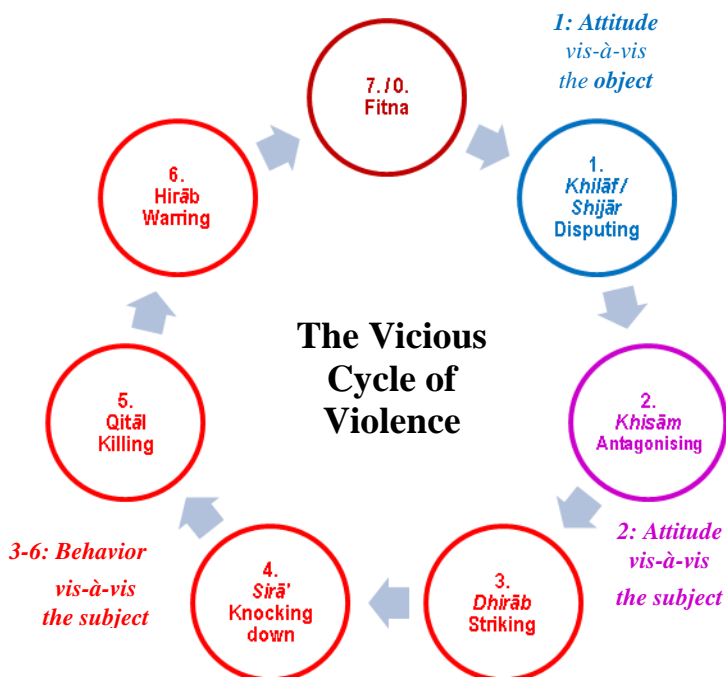 7. / 0.
Fitna
1: Attitude
vis-à-vis
the object
1.
Khilāf /
Shijār
Disputing
2.
Khisām
Antagonising
2: Attitude
vis-à-vis
the subject
3.
Dhirāb
Striking
4.
Sirā'
Knocking
down
3-6: Behavior
vis-à-vis
the subject
5.
Qitāl
Killing
6.
Hirāb
Warring
The Vicious
Cycle of
Violence